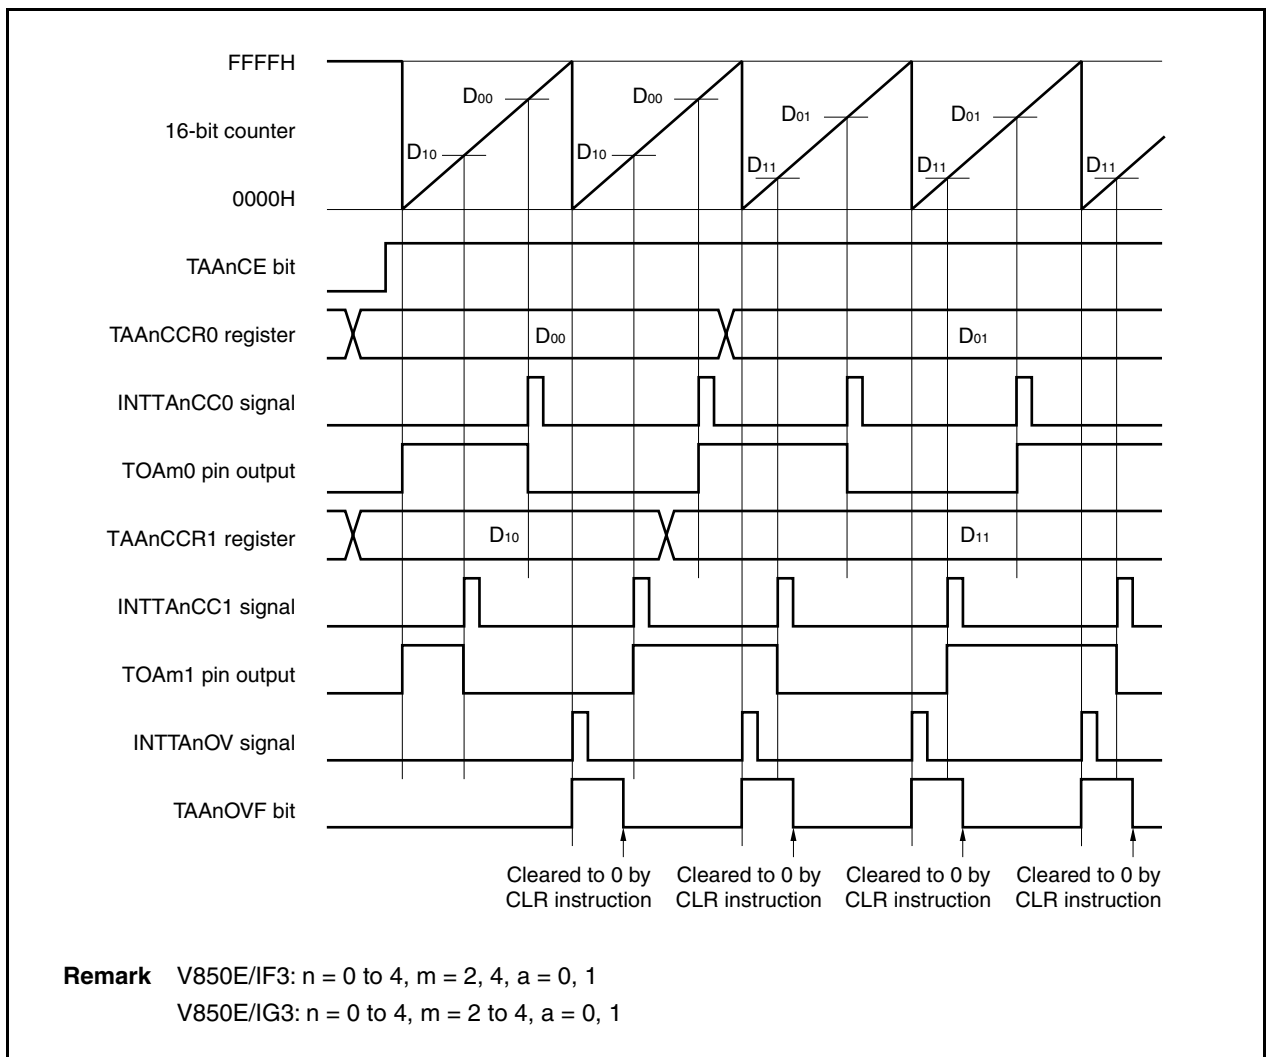 FFFFH
D00
D00
D01
D01
16-bit counter
D10
D10
D11
D11
D11
0000H
TAAnCE bit
TAAnCCR0 register
D00
D01
INTTAnCC0 signal
TOAm0 pin output
TAAnCCR1 register
D10
D11
INTTAnCC1 signal
TOAm1 pin output
INTTAnOV signal
TAAnOVF bit
Cleared to 0 by
CLR instruction
Cleared to 0 by
CLR instruction
Cleared to 0 by
CLR instruction
Cleared to 0 by
CLR instruction
Remark V850E/IF3: n = 0 to 4, m = 2, 4, a = 0, 1
V850E/IG3: n = 0 to 4, m = 2 to 4, a = 0, 1